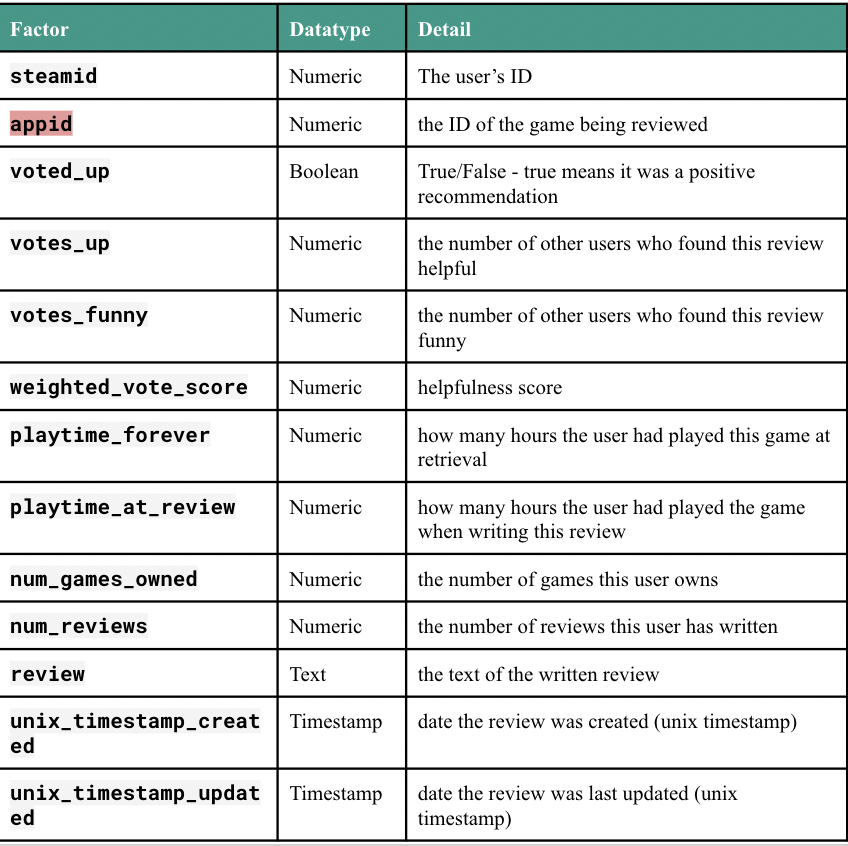 Factor Datatype Detail
steamid Numeric The user’s ID
appid Numeric the ID of the game being reviewed
voted_up Boolean True/False - true means it was a positive
recommendation
votes_up Numeric the number of other users who found this review
helpful
votes_funny Numeric the number of other users who found this review
funny
weighted_vote_score Numeric helpfulness score
playtime_forever Numeric how many hours the user had played this game at
retrieval
playtime_at_review Numeric how many hours the user had played the game
when writing this review
num_games_owned Numeric the number of games this user owns
num_reviews Numeric the number of reviews this user has written
review Text the text of the written review
unix_timestamp_creat Timestamp date the review was created (unix timestamp)
ed
unix_timestamp_updat Timestamp date the review was last updated (unix
ed timestamp)